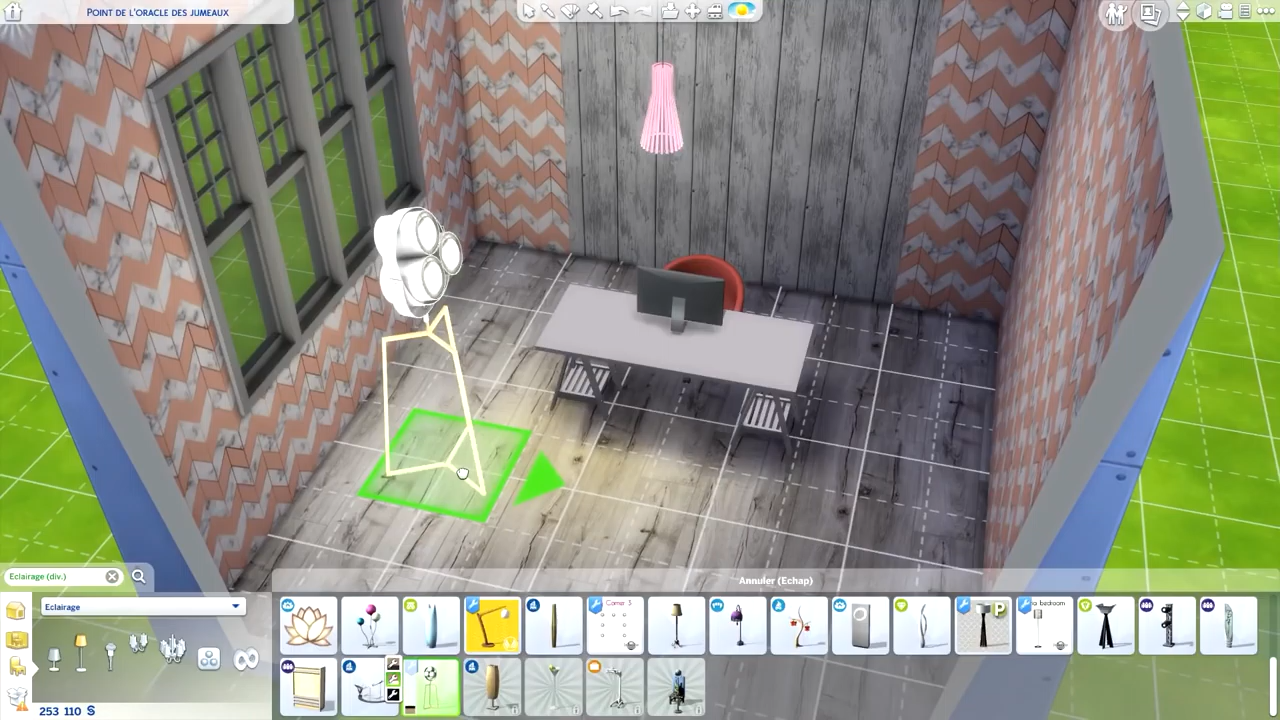 POINT DE L'ORACLE DES JUMEAUX
Eclairage (div.)
Annuler (Echap)
Eclairage
Corner 3
bedroom
P
253 110 $